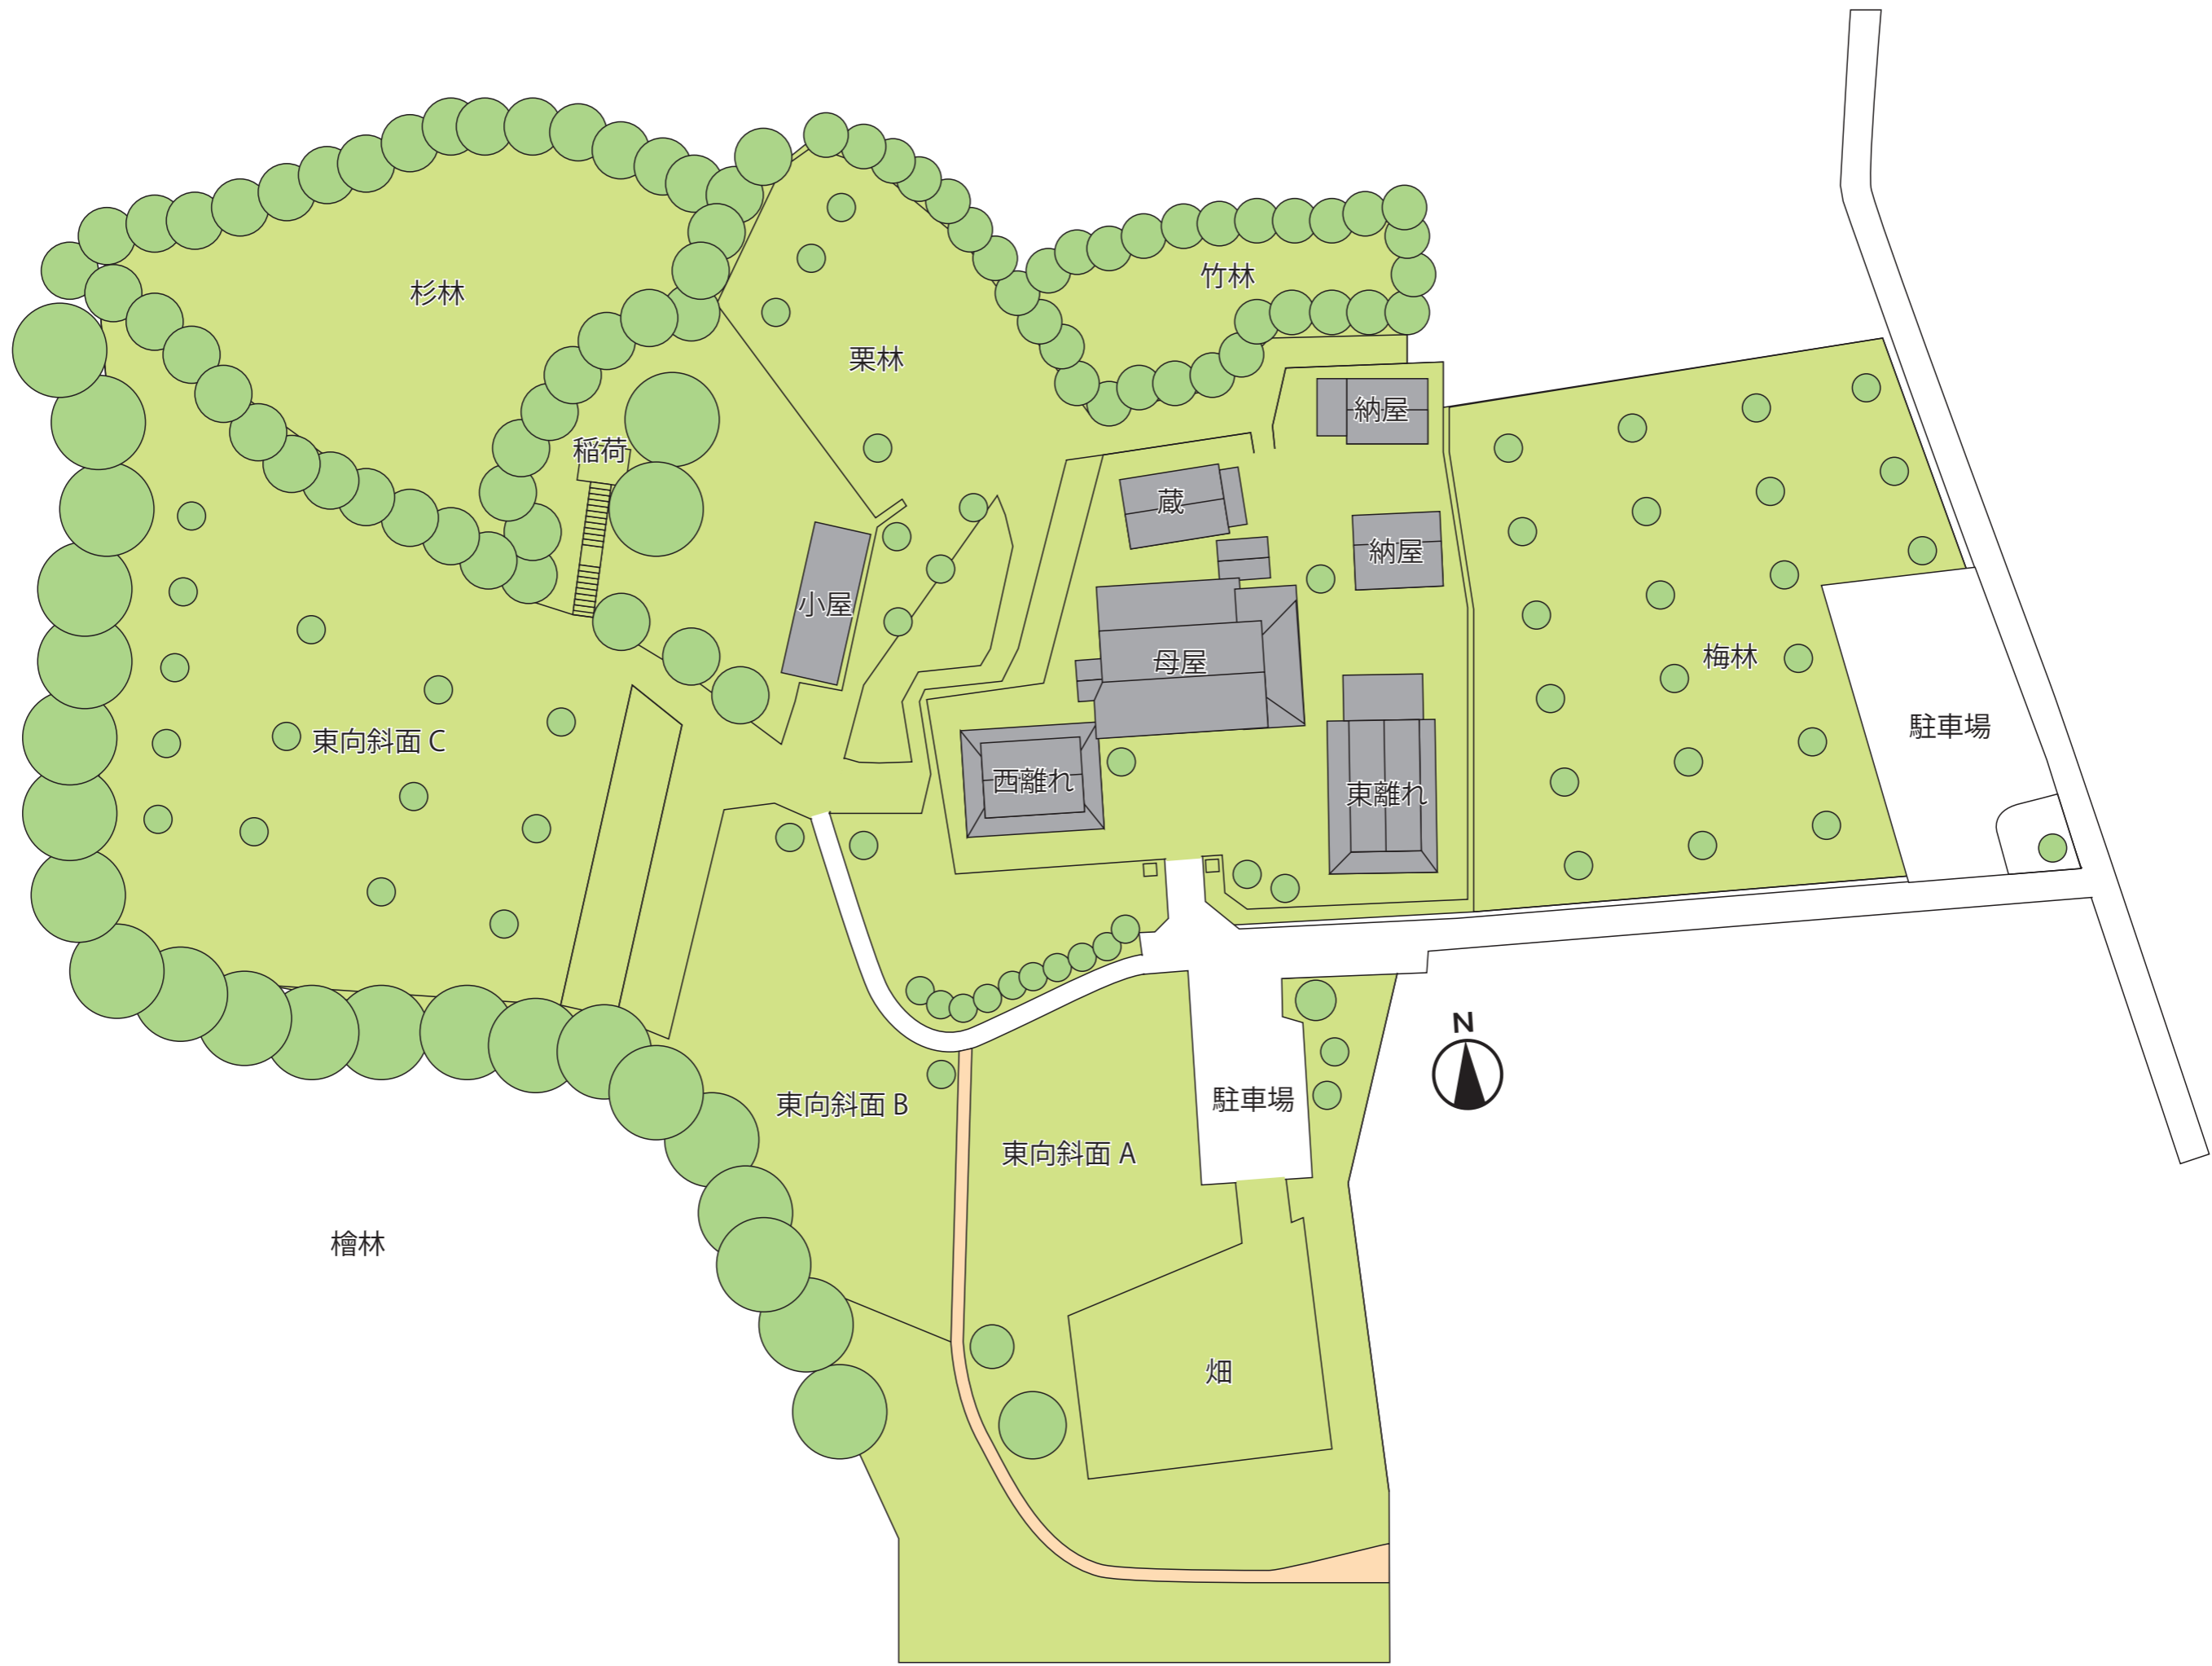 竹林
杉林
栗林
納屋
稲荷
蔵
納屋
小屋
母屋
梅林
駐車場
東向斜面 C
西離れ
東離れ
N
駐車場
東向斜面 B
東向斜面 A
檜林
畑